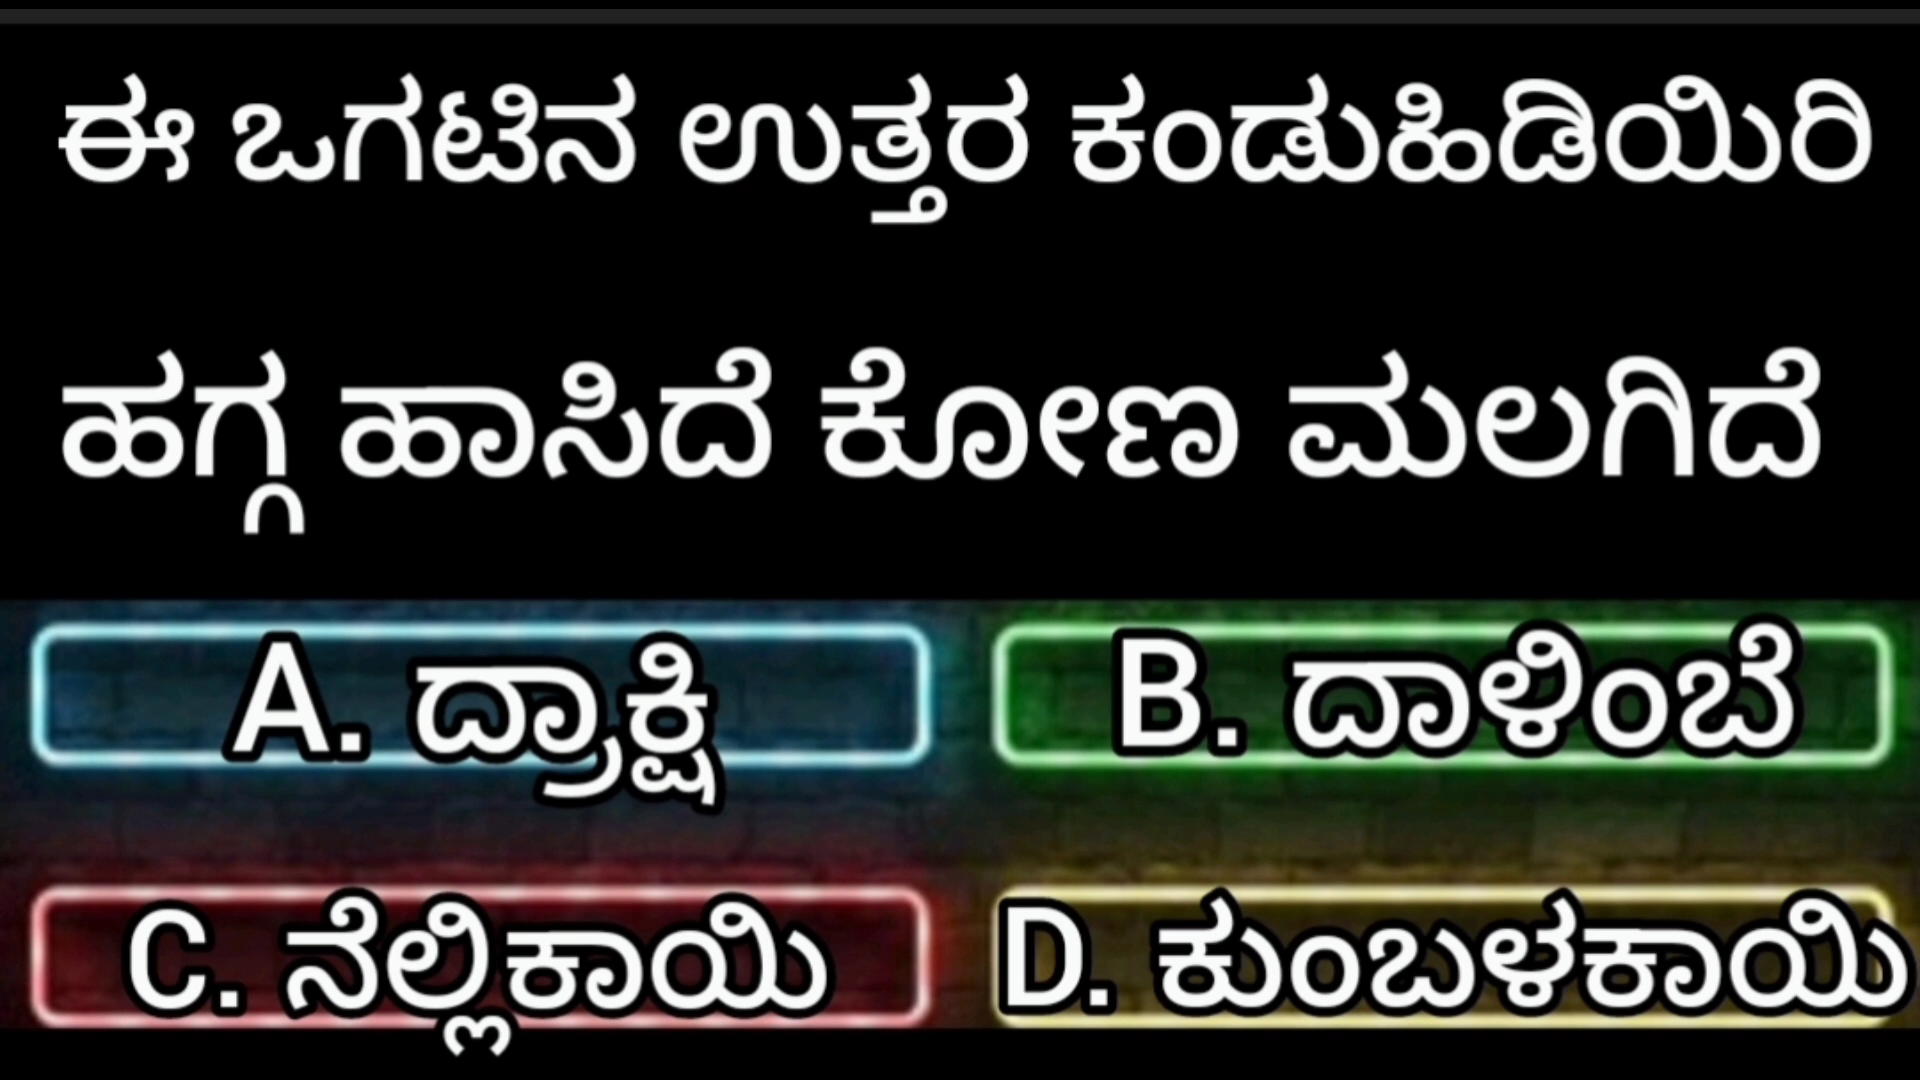 ಈ ಒಗಟಿನ ಉತ್ತರ ಕಂಡುಹಿಡಿಯಿರಿ
ಹಗ್ಗ ಹಾಸಿದೆ ಕೋಣ ಮಲಗಿದೆ
A. ದ್ರಾಕ್ಷಿ
B. ದಾಳಿಂಬೆ
C. ನೆಲ್ಲಿಕಾಯಿ
D. ಕುಂಬಳಕಾಯಿ